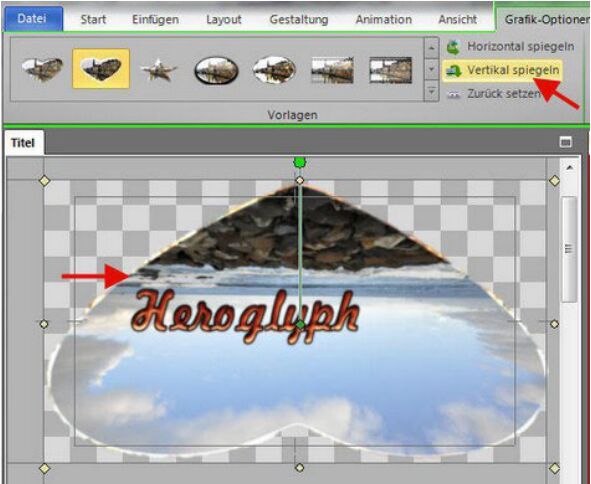 Datei Start Einfügen Layout Gestaltung Animation Ansicht Grafik-Optionen
Horizontal spiegeln
Vertikal spiegeln
Zurück setzen
Vorlagen
Titel
Heroglyph